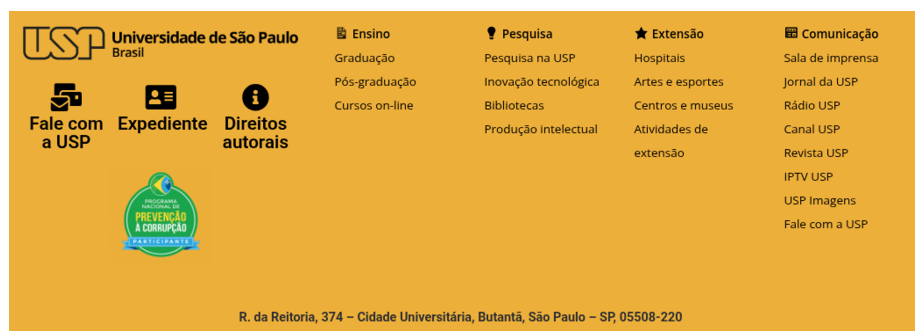 USP Universidade de São Paulo
Brasil
Fale com
a USP
Expediente
Direitos
autorais
PROGRAMA
NACIONAL DE
PREVENÇÃO
À CORRUPÇÃO
PARTICIPANTE
Ensino
Graduação
Pós-graduação
Cursos on-line
Pesquisa
Pesquisa na USP
Inovação tecnológica
Bibliotecas
Produção intelectual
Extensão
Hospitais
Artes e esportes
Centros e museus
Atividades de
extensão
Comunicação
Sala de imprensa
Jornal da USP
Rádio USP
Canal USP
Revista USP
IPTV USP
USP Imagens
Fale com a USP
R. da Reitoria, 374 – Cidade Universitária, Butantã, São Paulo – SP, 05508-220